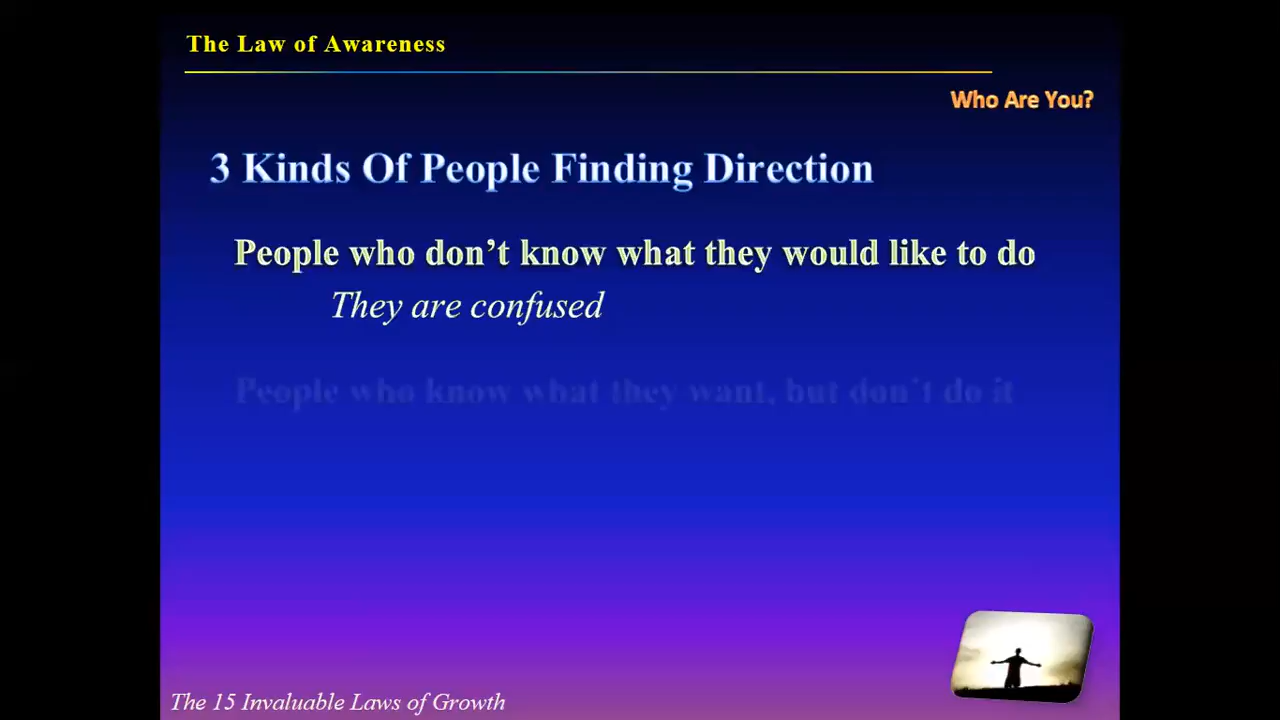 The Law of Awareness
Who Are You?
3 Kinds Of People Finding Direction
People who don’t know what they would like to do
They are confused
People who know what they want, but don´t do it
The 15 Invaluable Laws of Growth